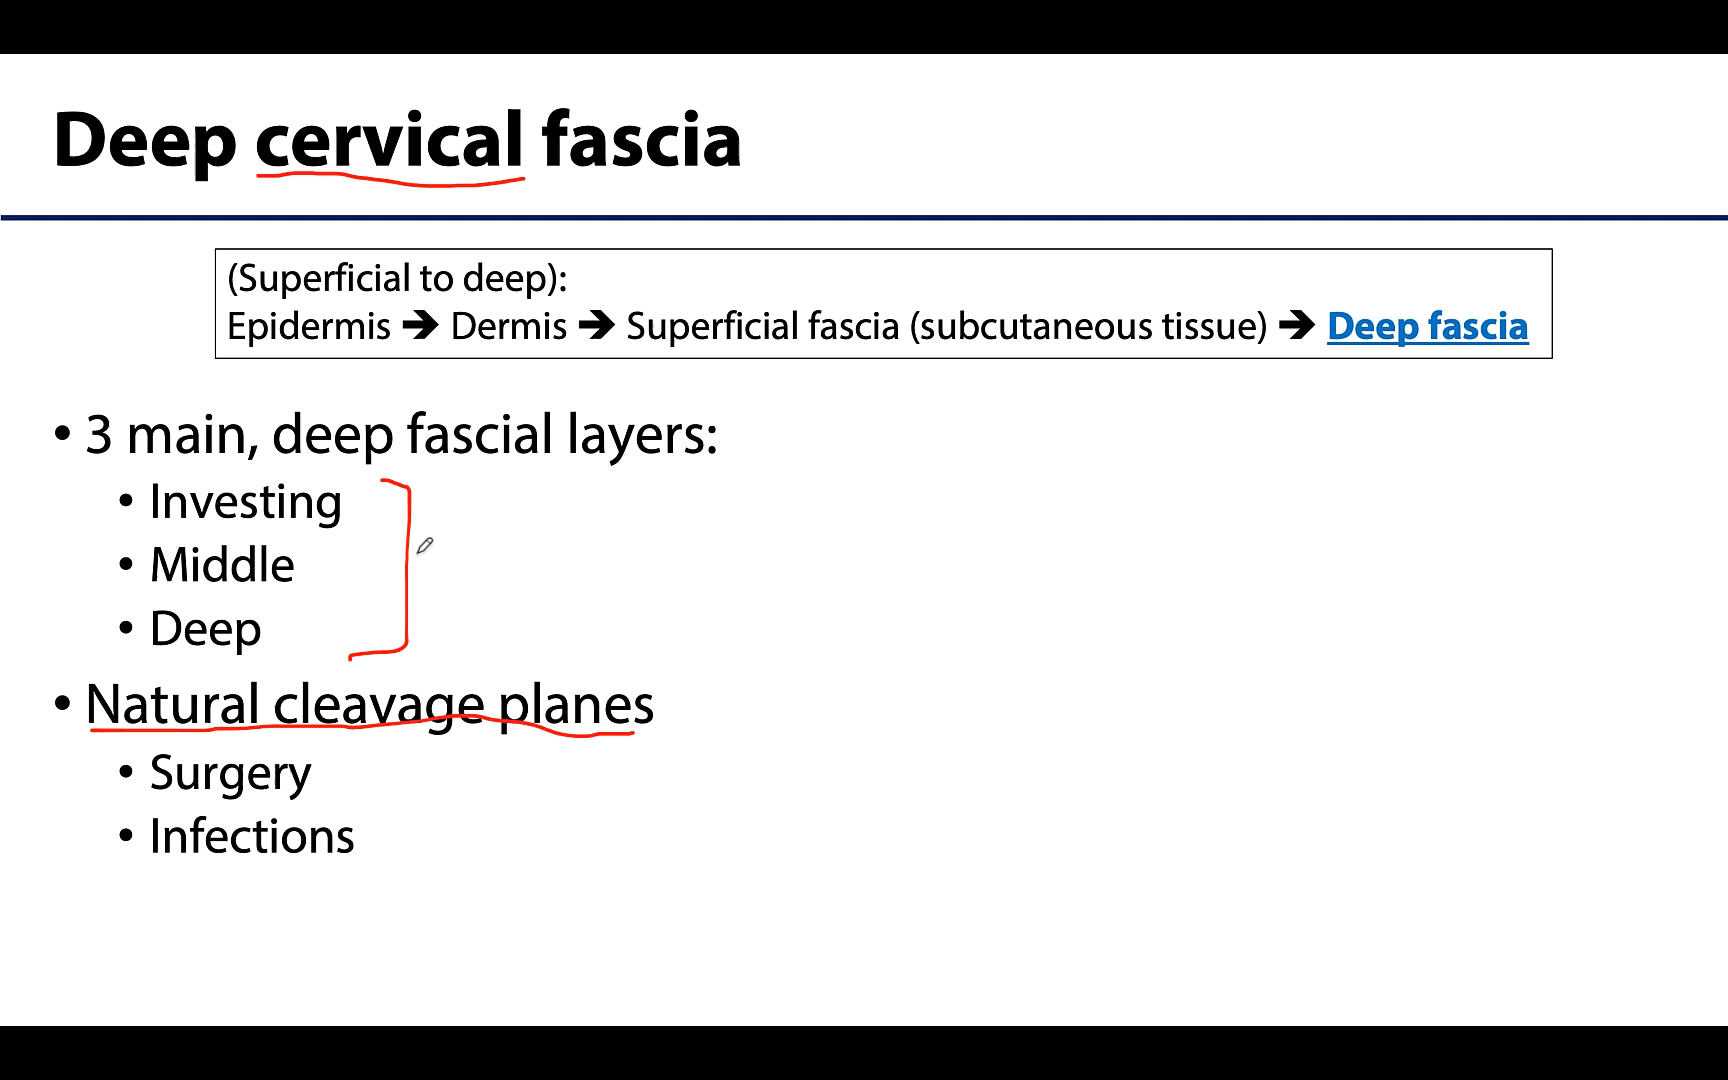 Deep cervical fascia
(Superficial to deep):
Epidermis ➔ Dermis ➔ Superficial fascia (subcutaneous tissue) ➔ Deep fascia
• 3 main, deep fascial layers:
• Investing
• Middle
• Deep
• Natural cleavage planes
• Surgery
• Infections